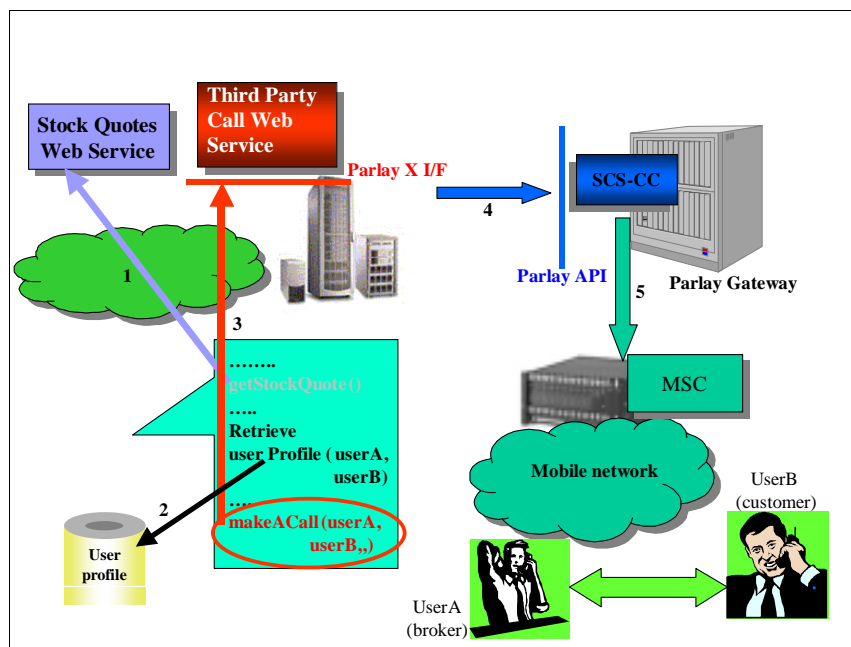 Stock Quotes
Web Service
Third Party
Call Web
Service
Parlay X I/F
4
SCS-CC
Parlay API
Parlay Gateway
1
3
5
........
getStockQuote()
.....
Retrieve
user Profile (userA,
userB)
....
makeACall(userA,
userB,,)
2
User
profile
MSC
Mobile network
UserB
(customer)
UserA
(broker)